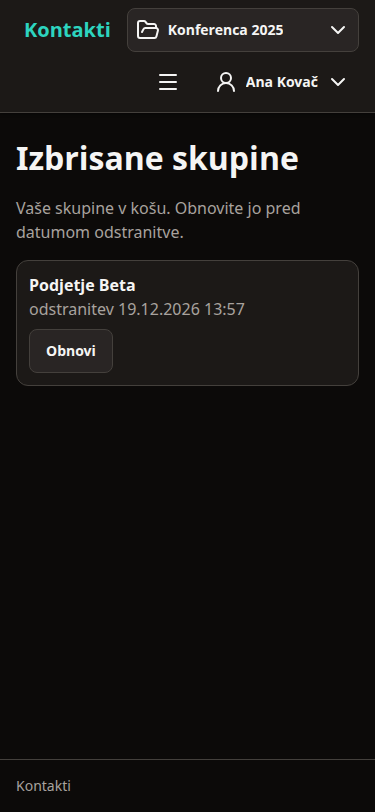 Kontakti
Konferenca 2025
Ana Kovač
Izbrisane skupine
Vaše skupine v košu. Obnovite jo pred
datumom odstranitve.
Podjetje Beta
odstranitev 19.12.2026 13:57
Obnovi
Kontakti